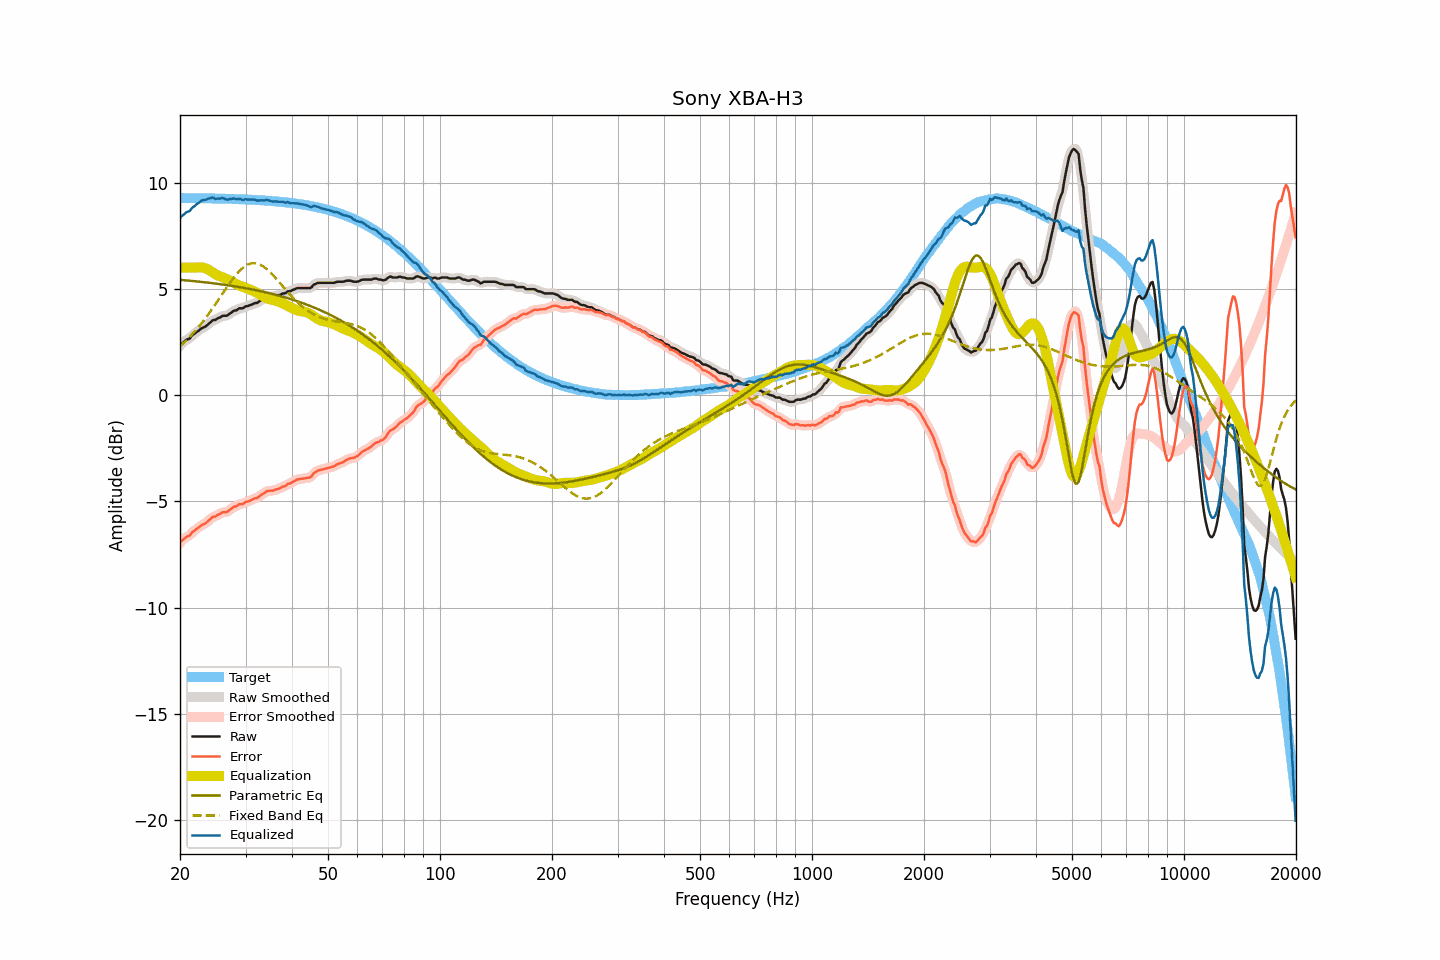 Sony XBA-H3
Amplitude (dBr)
10
5
0
−5
−10
−15
−20
Target
Raw Smoothed
Error Smoothed
Raw
Error
Equalization
Parametric Eq
Fixed Band Eq
Equalized
20 50 100 200 500 1000 2000 5000 10000 20000
Frequency (Hz)